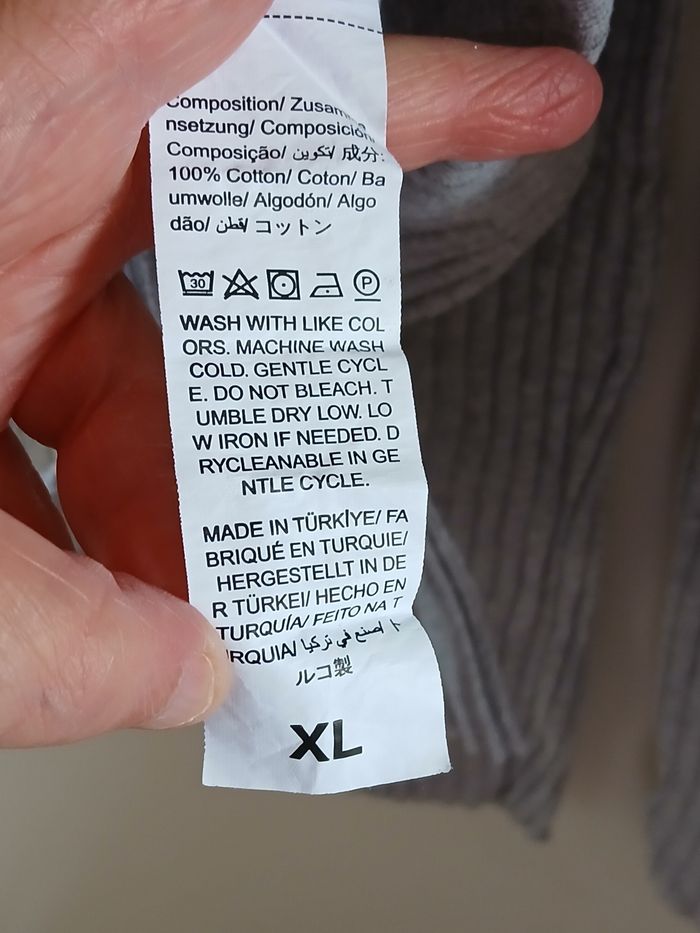 Composition/ Zusamme
nsetzung/ Composición/
Composição/ تكوين/ 成分:
100% Cotton/ Coton/ Ba
umwolle/ Algodón/ Algo
dão/ قطن/ コットン
30 P
WASH WITH LIKE COL
ORS. MACHINE WASH
COLD. GENTLE CYCL
E. DO NOT BLEACH. T
UMBLE DRY LOW. LO
W IRON IF NEEDED. D
RYCLEANABLE IN GE
NTLE CYCLE.
MADE IN TÜRKİYE/ FA
BRIQUÉ EN TURQUIE/
HERGESTELLT IN DE
R TÜRKEI/ HECHO EN
TURQUÍA/ FEITO NA T
URQUIA/ صنع في تركيا/ ト
ルコ製
XL